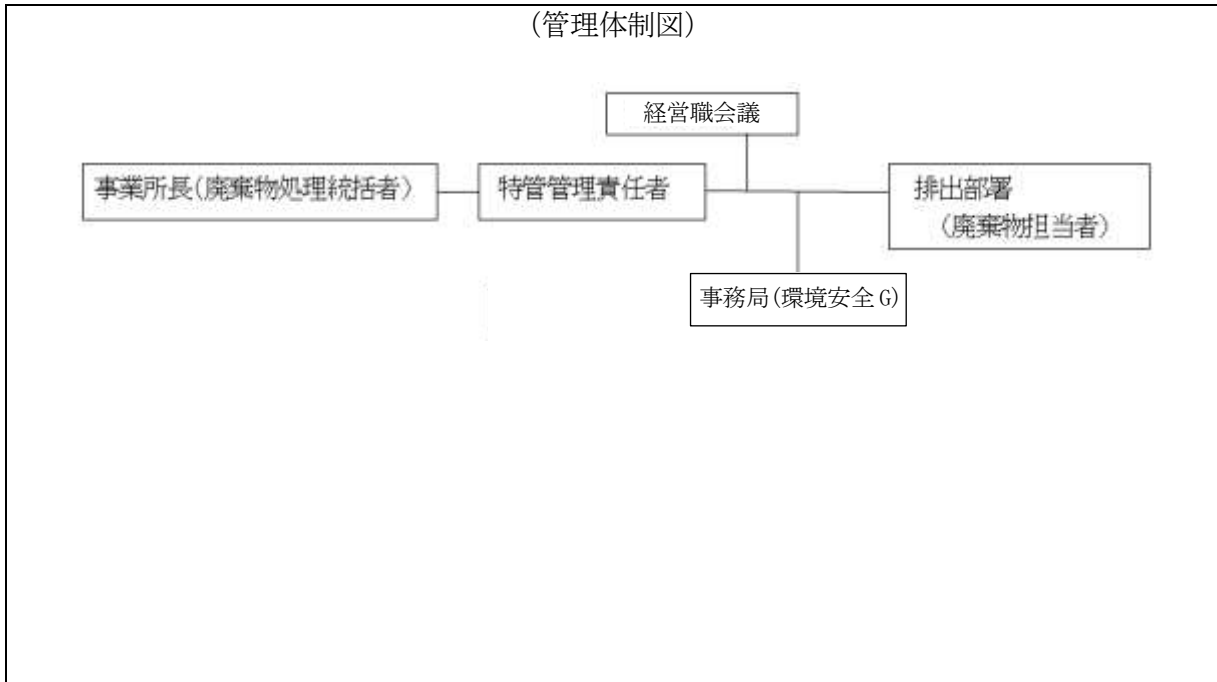 (管理体制図)
経営職会議
事業所長(廃棄物処理統括者)
特管管理責任者
排出部署
(廃棄物担当者)
事務局(環境安全G)